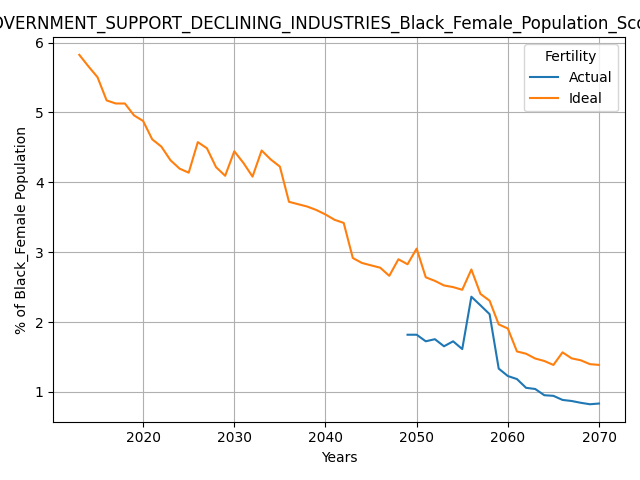 OVERNMENT_SUPPORT_DECLINING_INDUSTRIES_Black_Female_Population_Sco
Fertility
Actual
Ideal
% of Black_Female Population
6
5
4
3
2
1
2020 2030 2040 2050 2060 2070
Years